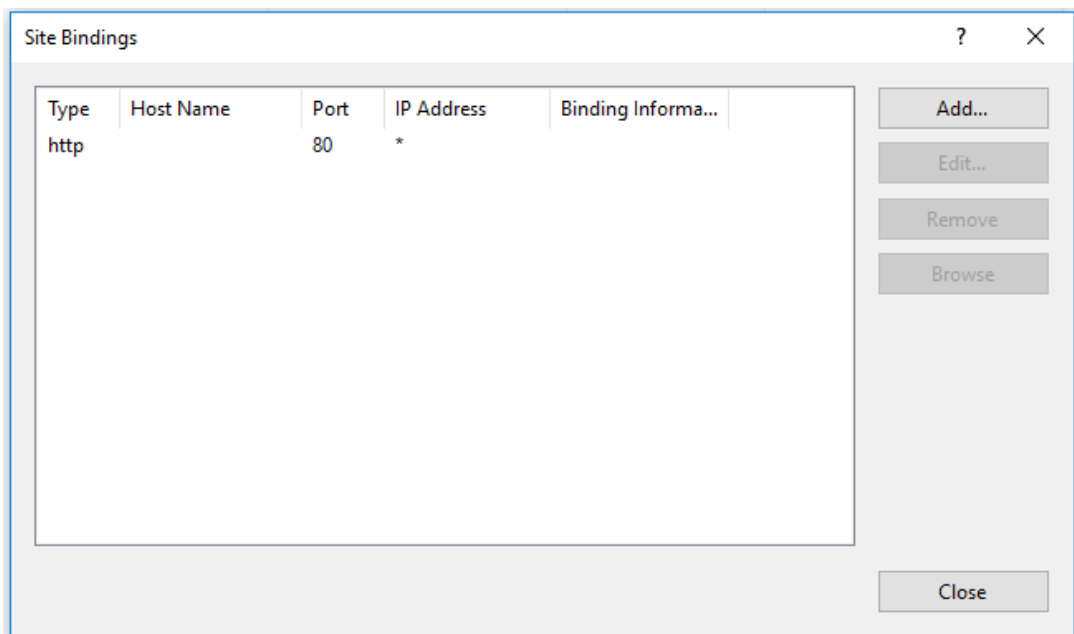 Site Bindings ?
Type Host Name Port IP Address Binding Informa...
http 80 *
Add...
Edit...
Remove
Browse
Close